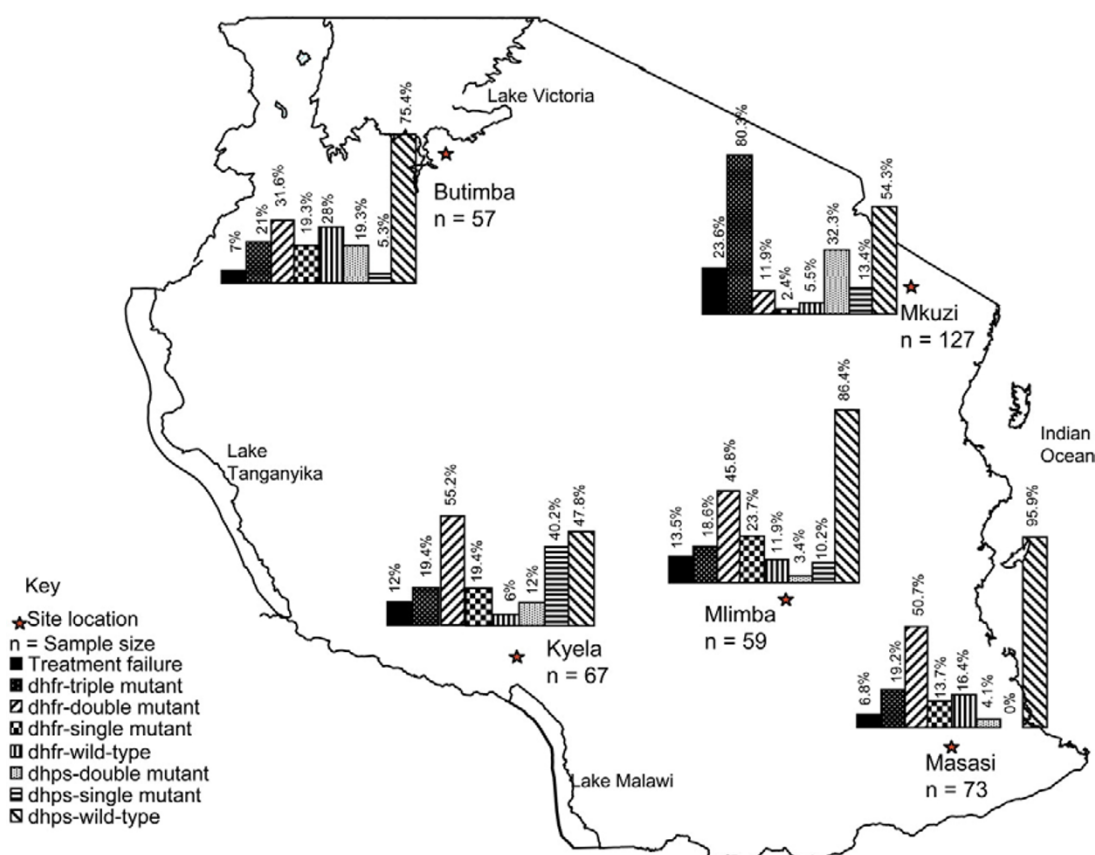 Lake Victoria
75.4%
7%
21%
31.6%
19.3%
28%
19.3%
5.3%
Butimba
n = 57
23.6%
80.3%
11.9%
2.4%
5.5%
32.3%
13.4%
54.3%
Mkuzi
n = 127
Lake
Tanganyika
Indian
Ocean
12%
19.4%
55.2%
19.4%
6%
12%
40.2%
47.8%
Kyela
n = 67
13.5%
18.6%
45.8%
23.7%
11.9%
3.4%
10.2%
86.4%
Mlimba
n = 59
6.8%
19.2%
50.7%
13.7%
16.4%
4.1%
0%
95.9%
Masasi
n = 73
Lake Malawi
Key
Site location
n = Sample size
Treatment failure
dhfr-triple mutant
dhfr-double mutant
dhfr-single mutant
dhfr-wild-type
dhps-double mutant
dhps-single mutant
dhps-wild-type